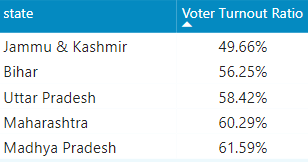 state Voter Turnout Ratio
Jammu & Kashmir 49.66%
Bihar 56.25%
Uttar Pradesh 58.42%
Maharashtra 60.29%
Madhya Pradesh 61.59%